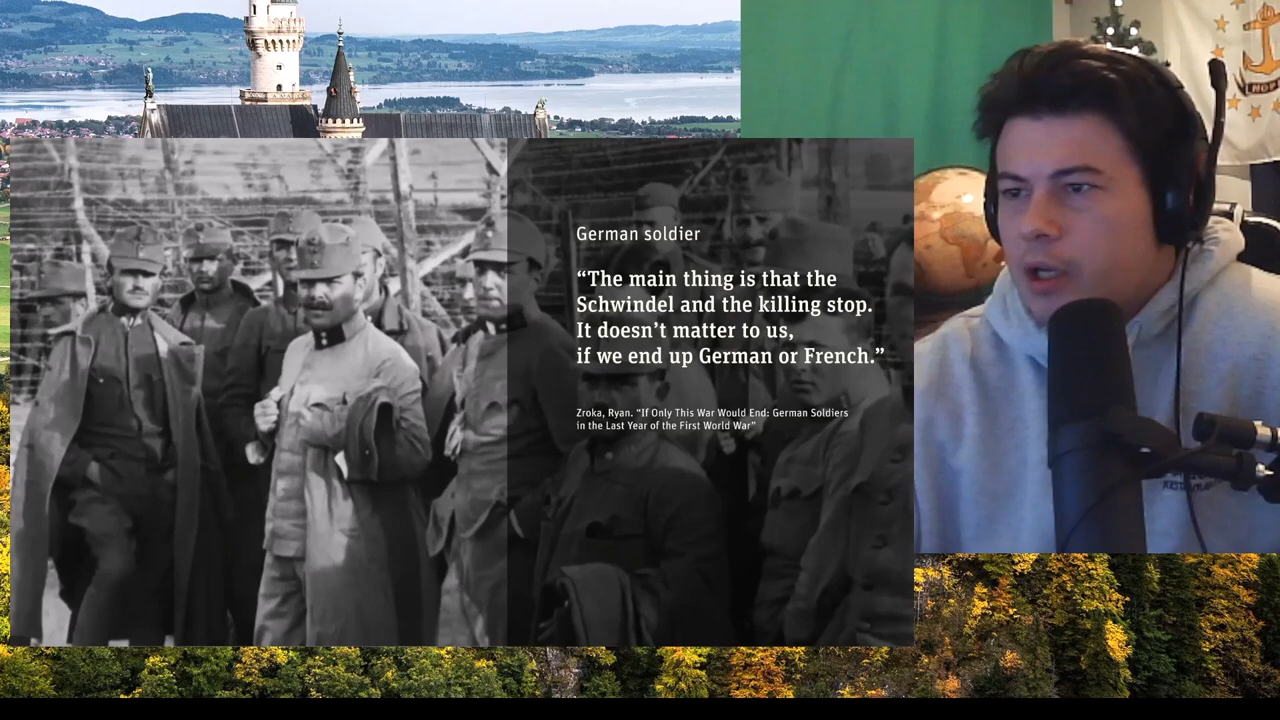 HOPE
German soldier
“The main thing is that the
Schwindel and the killing stop.
It doesn’t matter to us,
if we end up German or French.”
Zroka, Ryan. “If Only This War Would End: German Soldiers
in the Last Year of the First World War”